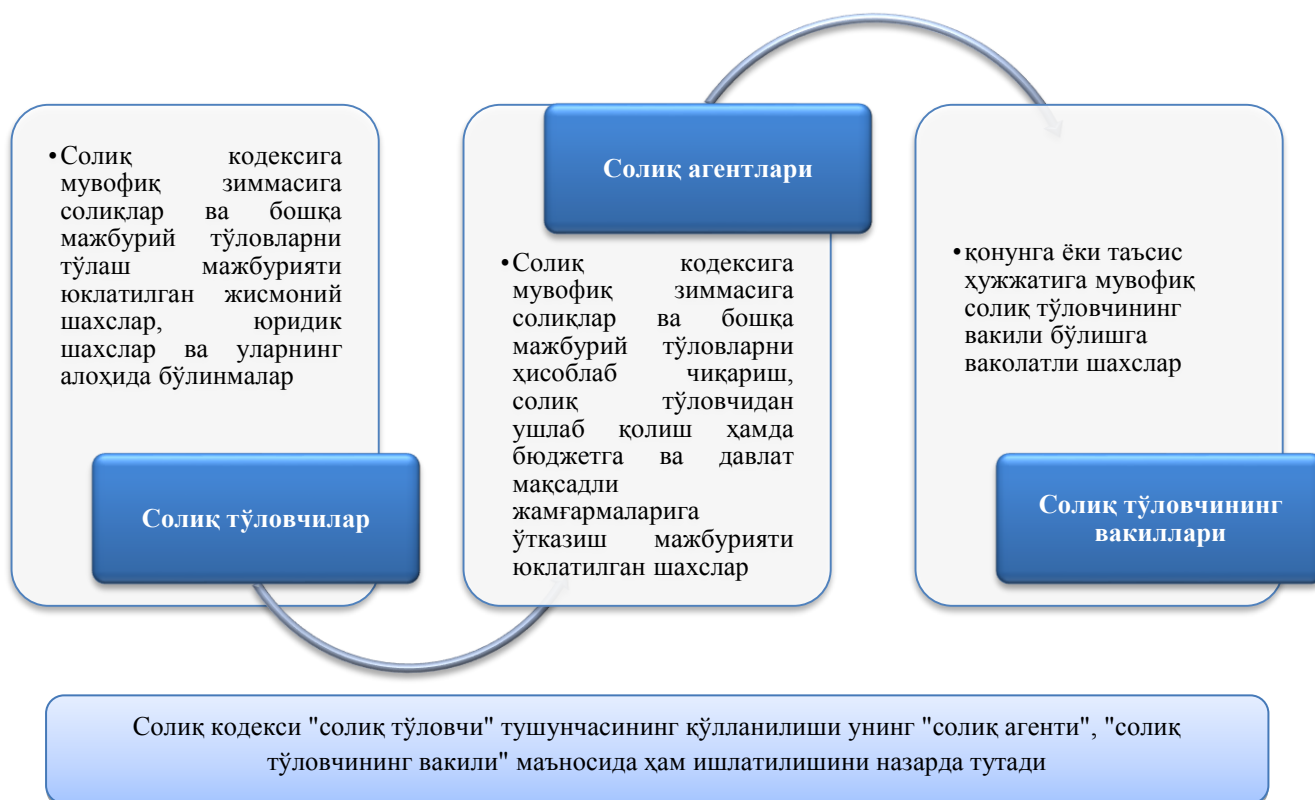 •Солиқ кодексига
мувофиқ зиммасига
солиқлар ва бошқа
мажбурий тўловларни
тўлаш мажбурияти
юклатилган жисмоний
шахслар, юридик
шахслар ва уларнинг
алоҳида бўлинмалар
Солиқ тўловчилар
Солиқ агентлари
•Солиқ кодексига
мувофиқ зиммасига
солиқлар ва бошқа
мажбурий тўловларни
ҳисоблаб чиқариш,
солиқ тўловчидан
ушлаб қолиш ҳамда
бюджетга ва давлат
мақсадли
жамғармаларига
ўтказиш мажбурияти
юклатилган шахслар
•қонунга ёки таъсис
ҳужжатига мувофиқ
солиқ тўловчининг
вакили бўлишга
ваколатли шахслар
Солиқ тўловчининг
вакиллари
Солиқ кодекси "солиқ тўловчи" тушунчасининг қўлланилиши унинг "солиқ агенти", "солиқ
тўловчининг вакили" маъносида ҳам ишлатилишини назарда тутади